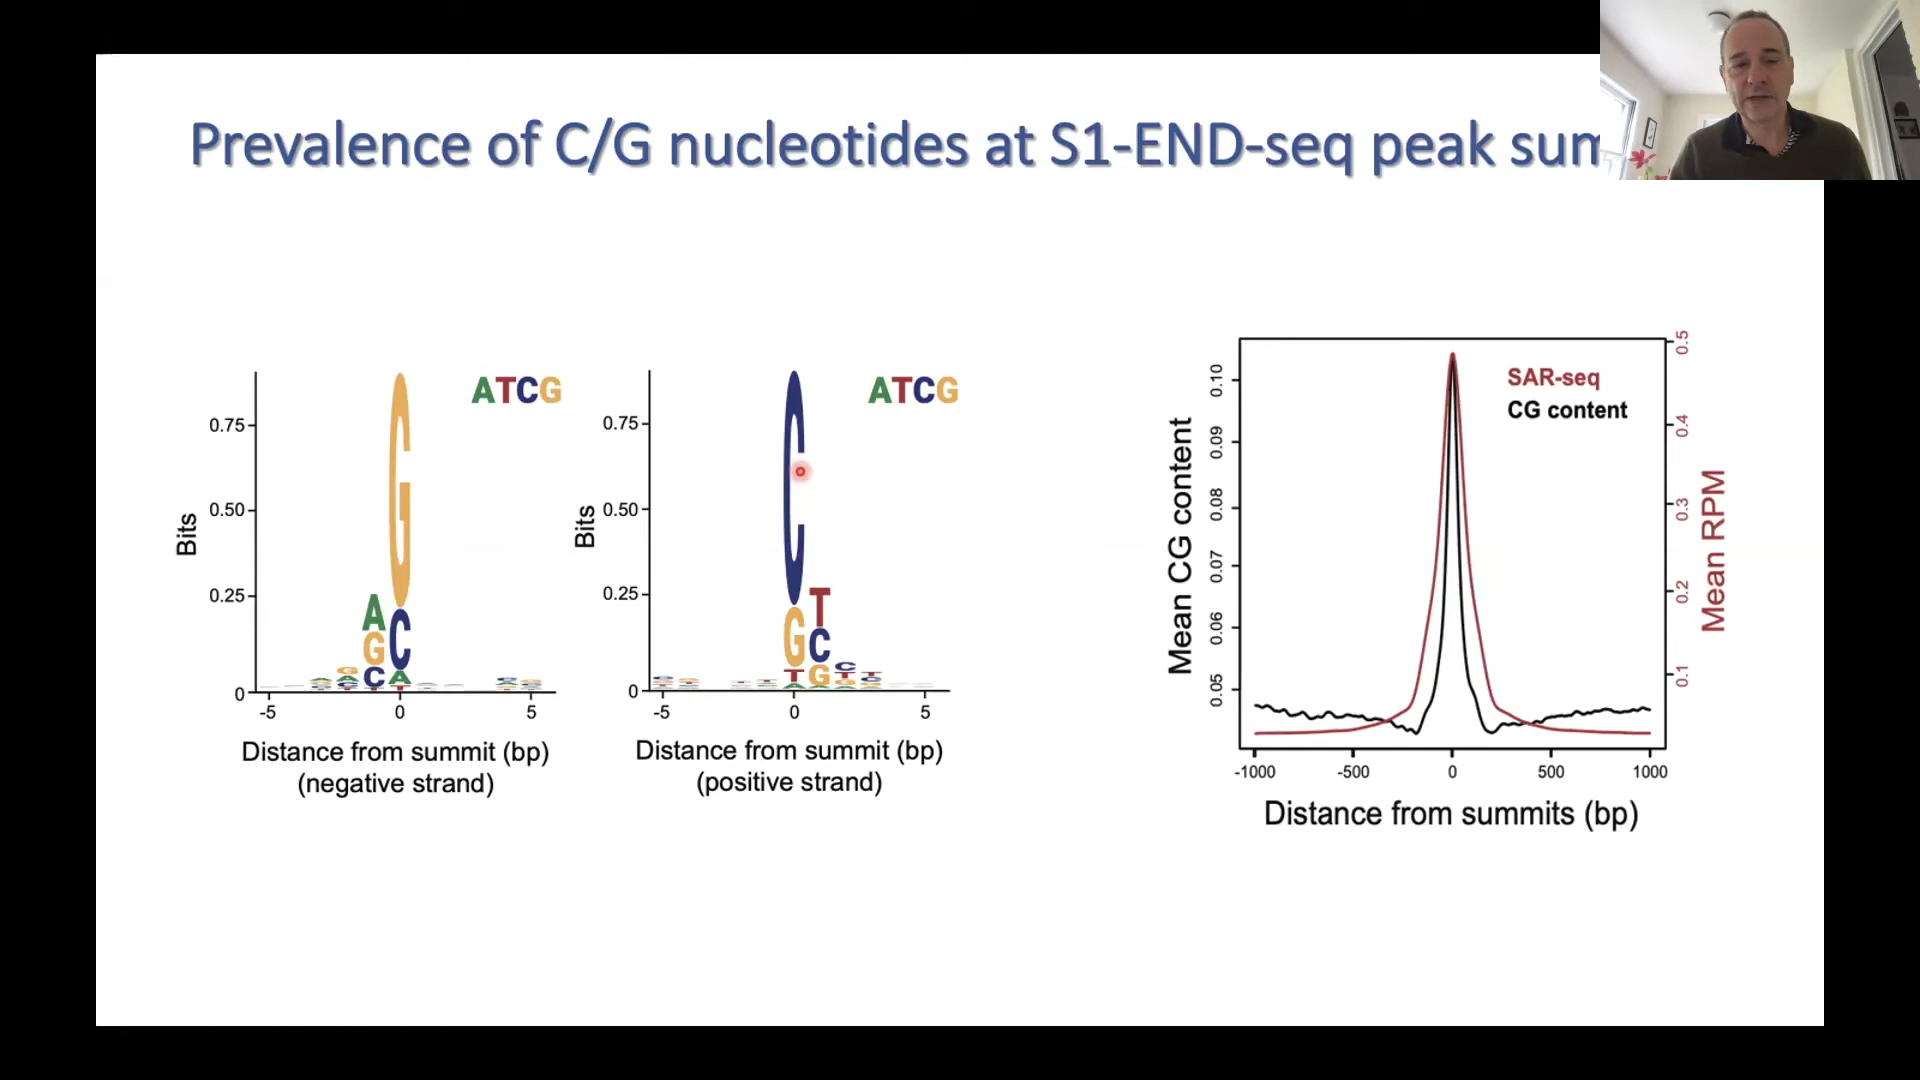 Prevalence of C/G nucleotides at S1-END-seq peak
ATCG
Bits
0.75
0.50
0.25
0
G
C
A
T
A
G
C
-5
0
5
Distance from summit (bp)
(negative strand)
ATCG
Bits
0.75
0.50
0.25
0
C
G
T
A
T
C
G
A
-5
0
5
Distance from summit (bp)
(positive strand)
SAR-seq
CG content
Mean CG content
0.10
0.09
0.08
0.07
0.06
0.05
Mean RPM
0.5
0.4
0.3
0.2
0.1
-1000
-500
0
500
1000
Distance from summits (bp)